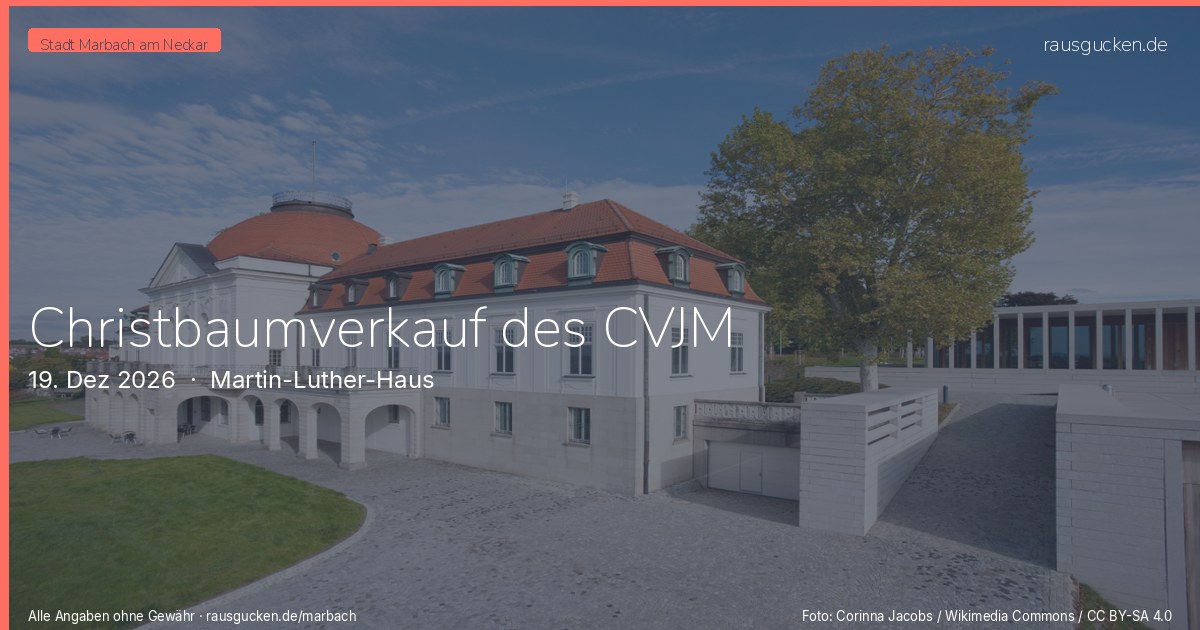 Stadt Marbach am Neckar
rausgucken.de
Christbaumverkauf des CVJM
19. Dez 2026 · Martin-Luther-Haus
Alle Angaben ohne Gewähr · rausgucken.de/marbach
Foto: Corinna Jacobs / Wikimedia Commons / CC BY-SA 4.0